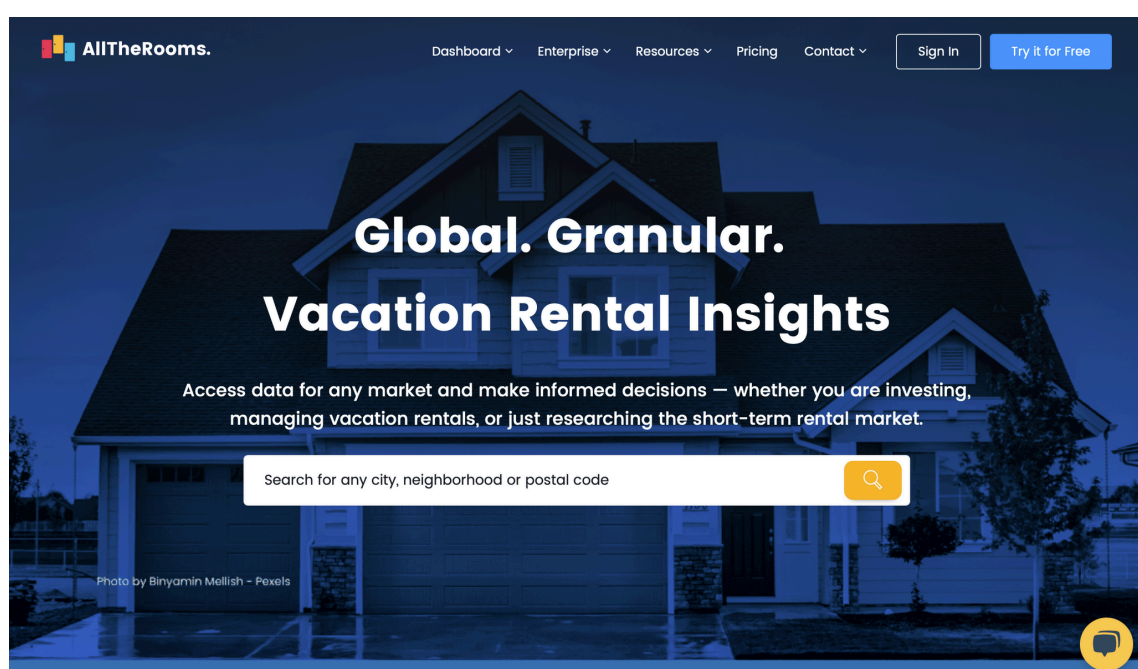 AllTheRooms.
Dashboard
Enterprise
Resources
Pricing
Contact
Sign In
Try it for Free
Global. Granular.
Vacation Rental Insights
Access data for any market and make informed decisions — whether you are investing,
managing vacation rentals, or just researching the short-term rental market.
Search for any city, neighborhood or postal code
Photo by Binyamin Mellish - Pexels